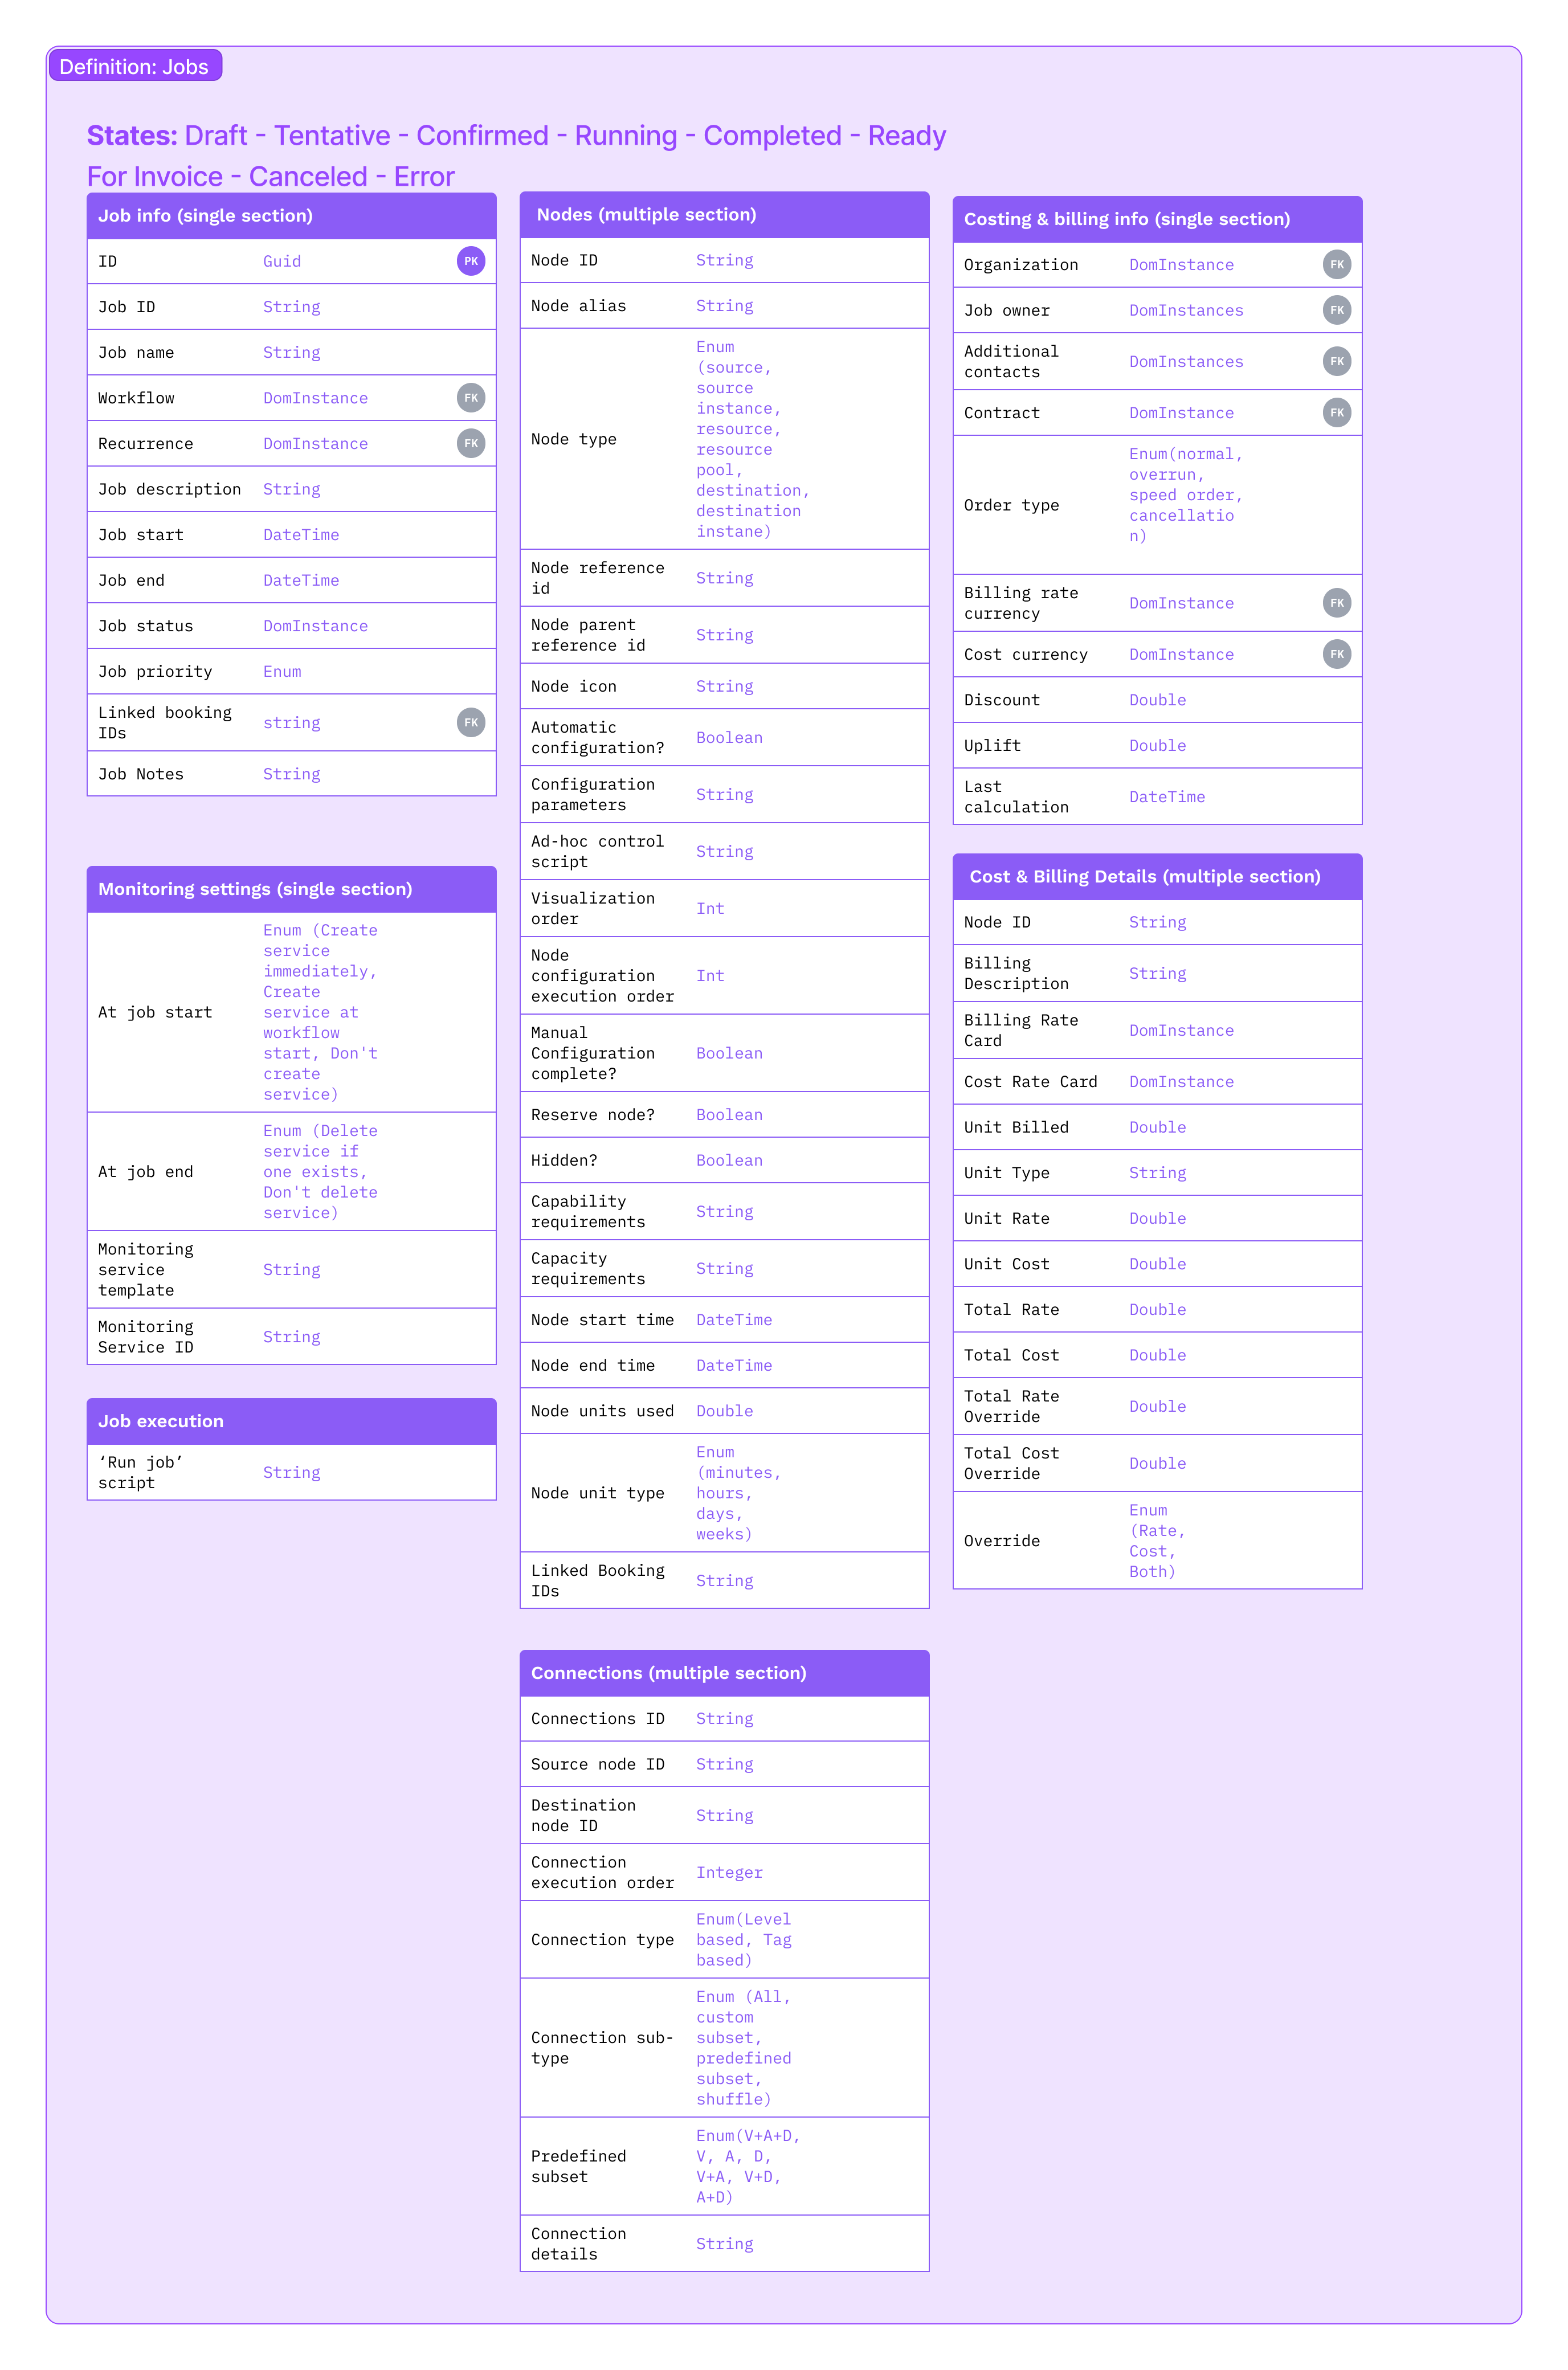 Definition: Jobs
States: Draft - Tentative - Confirmed - Running - Completed - Ready
For Invoice - Canceled - Error
Job info (single section)
ID Guid PK
Job ID String
Job name String
Workflow DomInstance FK
Recurrence DomInstance FK
Job description String
Job start DateTime
Job end DateTime
Job status DomInstance
Job priority Enum
Linked booking
IDs
string FK
Job Notes String
Monitoring settings (single section)
At job start
Enum (Create
service
immediately,
Create
service at
workflow
start, Don't
create
service)
At job end
Enum (Delete
service if
one exists,
Don't delete
service)
Monitoring
service
template
String
Monitoring
Service ID
String
Job execution
‘Run job’
script
String
Nodes (multiple section)
Node ID String
Node alias String
Node type
Enum
(source,
source
instance,
resource,
resource
pool,
destination,
destination
instane)
Node reference
id
String
Node parent
reference id
String
Node icon String
Automatic
configuration?
Boolean
Configuration
parameters
String
Ad-hoc control
script
String
Visualization
order
Int
Node
configuration
execution order
Int
Manual
Configuration
complete?
Boolean
Reserve node? Boolean
Hidden? Boolean
Capability
requirements
String
Capacity
requirements
String
Node start time DateTime
Node end time DateTime
Node units used Double
Node unit type
Enum
(minutes,
hours,
days,
weeks)
Linked Booking
IDs
String
Connections (multiple section)
Connections ID String
Source node ID String
Destination
node ID
String
Connection
execution order
Integer
Connection type
Enum(Level
based, Tag
based)
Connection sub-
type
Enum (All,
custom
subset,
predefined
subset,
shuffle)
Predefined
subset
Enum(V+A+D,
V, A, D,
V+A, V+D,
A+D)
Connection
details
String
Costing & billing info (single section)
Organization DomInstance FK
Job owner DomInstances FK
Additional
contacts
DomInstances FK
Contract DomInstance FK
Order type
Enum(normal,
overrun,
speed order,
cancellatio
n)
Billing rate
currency
DomInstance FK
Cost currency DomInstance FK
Discount Double
Uplift Double
Last
calculation
DateTime
Cost & Billing Details (multiple section)
Node ID String
Billing
Description
String
Billing Rate
Card
DomInstance
Cost Rate Card DomInstance
Unit Billed Double
Unit Type String
Unit Rate Double
Unit Cost Double
Total Rate Double
Total Cost Double
Total Rate
Override
Double
Total Cost
Override
Double
Override
Enum
(Rate,
Cost,
Both)